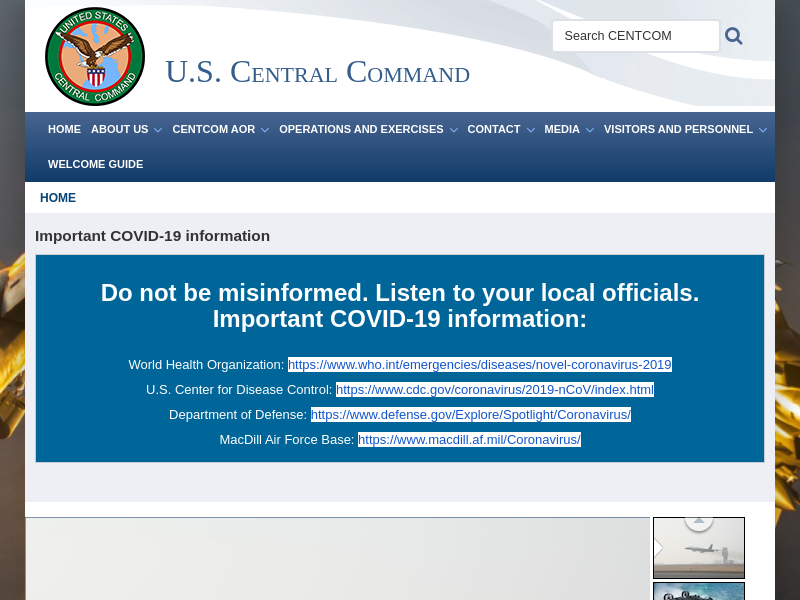 UNITED STATES
CENTRAL COMMAND
U.S. Central Command
Search CENTCOM
HOME ABOUT US CENTCOM AOR OPERATIONS AND EXERCISES CONTACT MEDIA VISITORS AND PERSONNEL
WELCOME GUIDE
HOME
Important COVID-19 information
Do not be misinformed. Listen to your local officials.
Important COVID-19 information:
World Health Organization: https://www.who.int/emergencies/diseases/novel-coronavirus-2019
U.S. Center for Disease Control: https://www.cdc.gov/coronavirus/2019-nCoV/index.html
Department of Defense: https://www.defense.gov/Explore/Spotlight/Coronavirus/
MacDill Air Force Base: https://www.macdill.af.mil/Coronavirus/